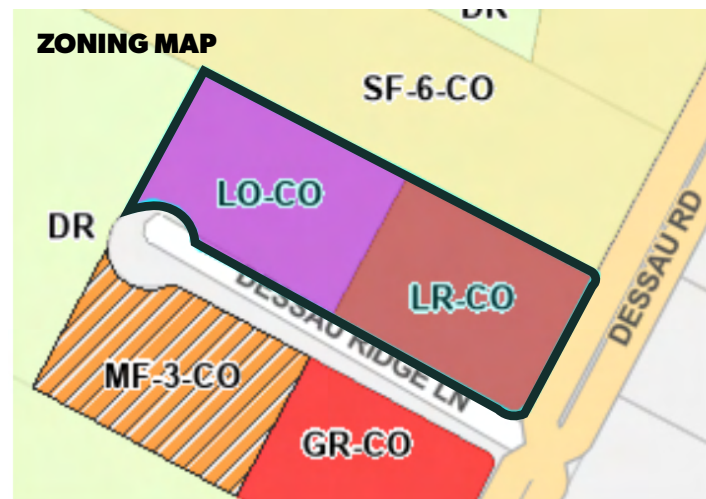 DR
ZONING MAP
SF-6-CO
LO-CO
DR
DESSAU RD
LR-CO
DESSAU RIDGE LN
MF-3-CO
GR-CO